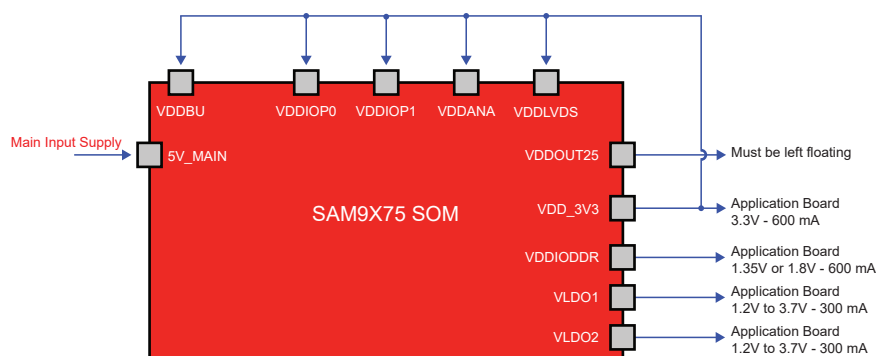 VDDBU
VDDIOP0
VDDIOP1
VDDANA
VDDLVDS
Main Input Supply
5V_MAIN
VDDOUT25
Must be left floating
SAM9X75 SOM
VDD_3V3
Application Board
3.3V - 600 mA
VDDIODDR
Application Board
1.35V or 1.8V - 600 mA
VLDO1
Application Board
1.2V to 3.7V - 300 mA
VLDO2
Application Board
1.2V to 3.7V - 300 mA